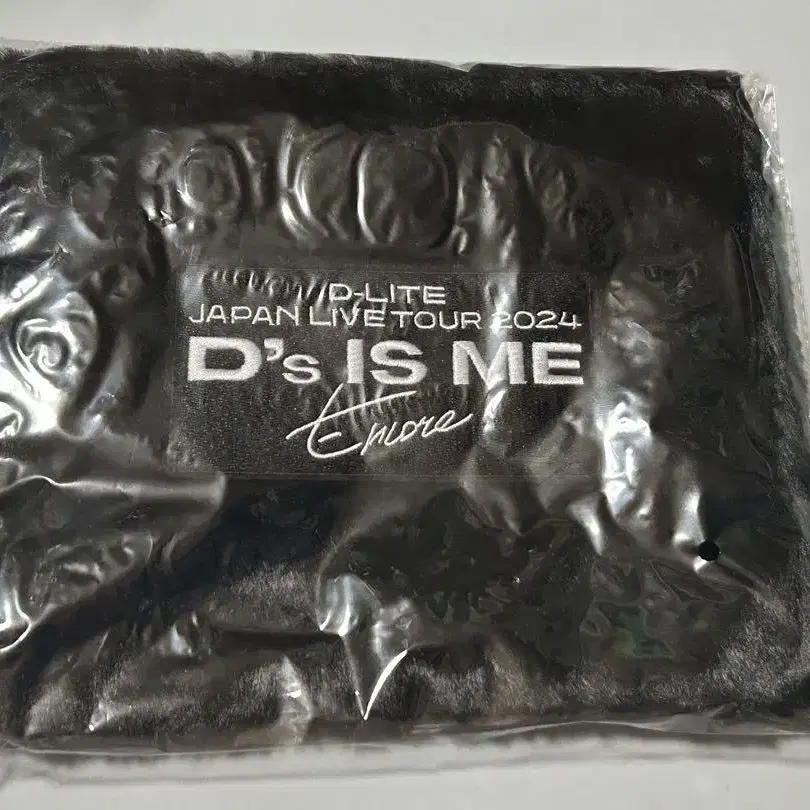 D-LITE
JAPAN LIVE TOUR 2024
D's IS ME
Encore